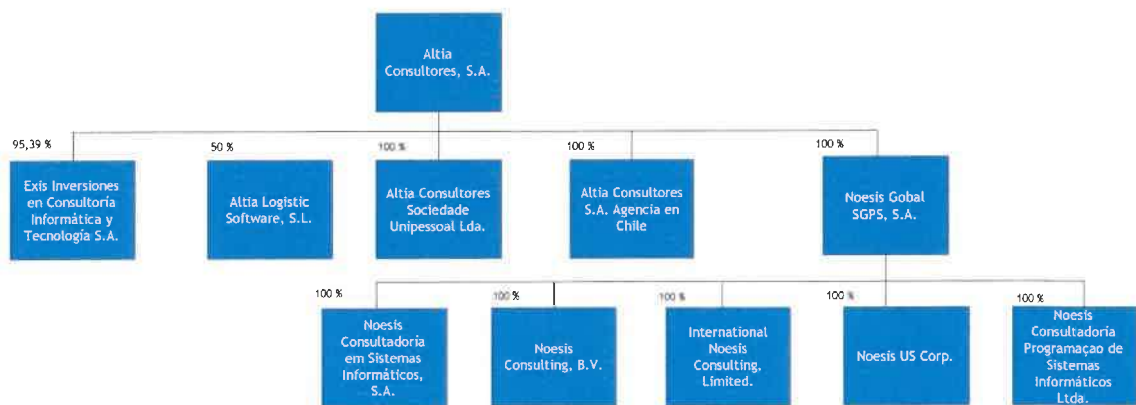 Altia
Consultores, S.A.
95,39 %
50 %
100 %
100 %
100 %
Exis Inversiones
en Consultoría
Informática y
Tecnología S.A.
Altia Logistic
Software, S.L.
Altia Consultores
Sociedade
Unipessoal Lda.
Altia Consultores
S.A. Agencia en
Chile
Noesis Gobal
SGPS, S.A.
100 %
100 %
100 %
100 %
100 %
Noesis
Consultadoria
em Sistemas
Informáticos,
S.A.
Noesis
Consulting, B.V.
International
Noesis
Consulting,
Limited.
Noesis US Corp.
Noesis
Consultadoria
Programaçao de
Sistemas
Informáticos
Ltda.